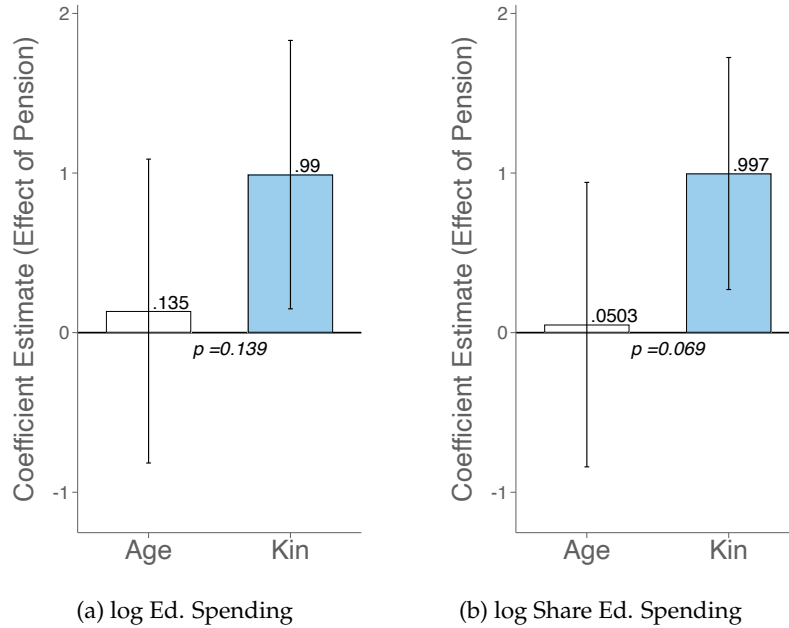 Coefficient Estimate (Effect of Pension)
2
1
0
-1
.135
.99
p =0.139
Age Kin
(a) log Ed. Spending
Coefficient Estimate (Effect of Pension)
2
1
0
-1
.0503
.997
p =0.069
Age Kin
(b) log Share Ed. Spending